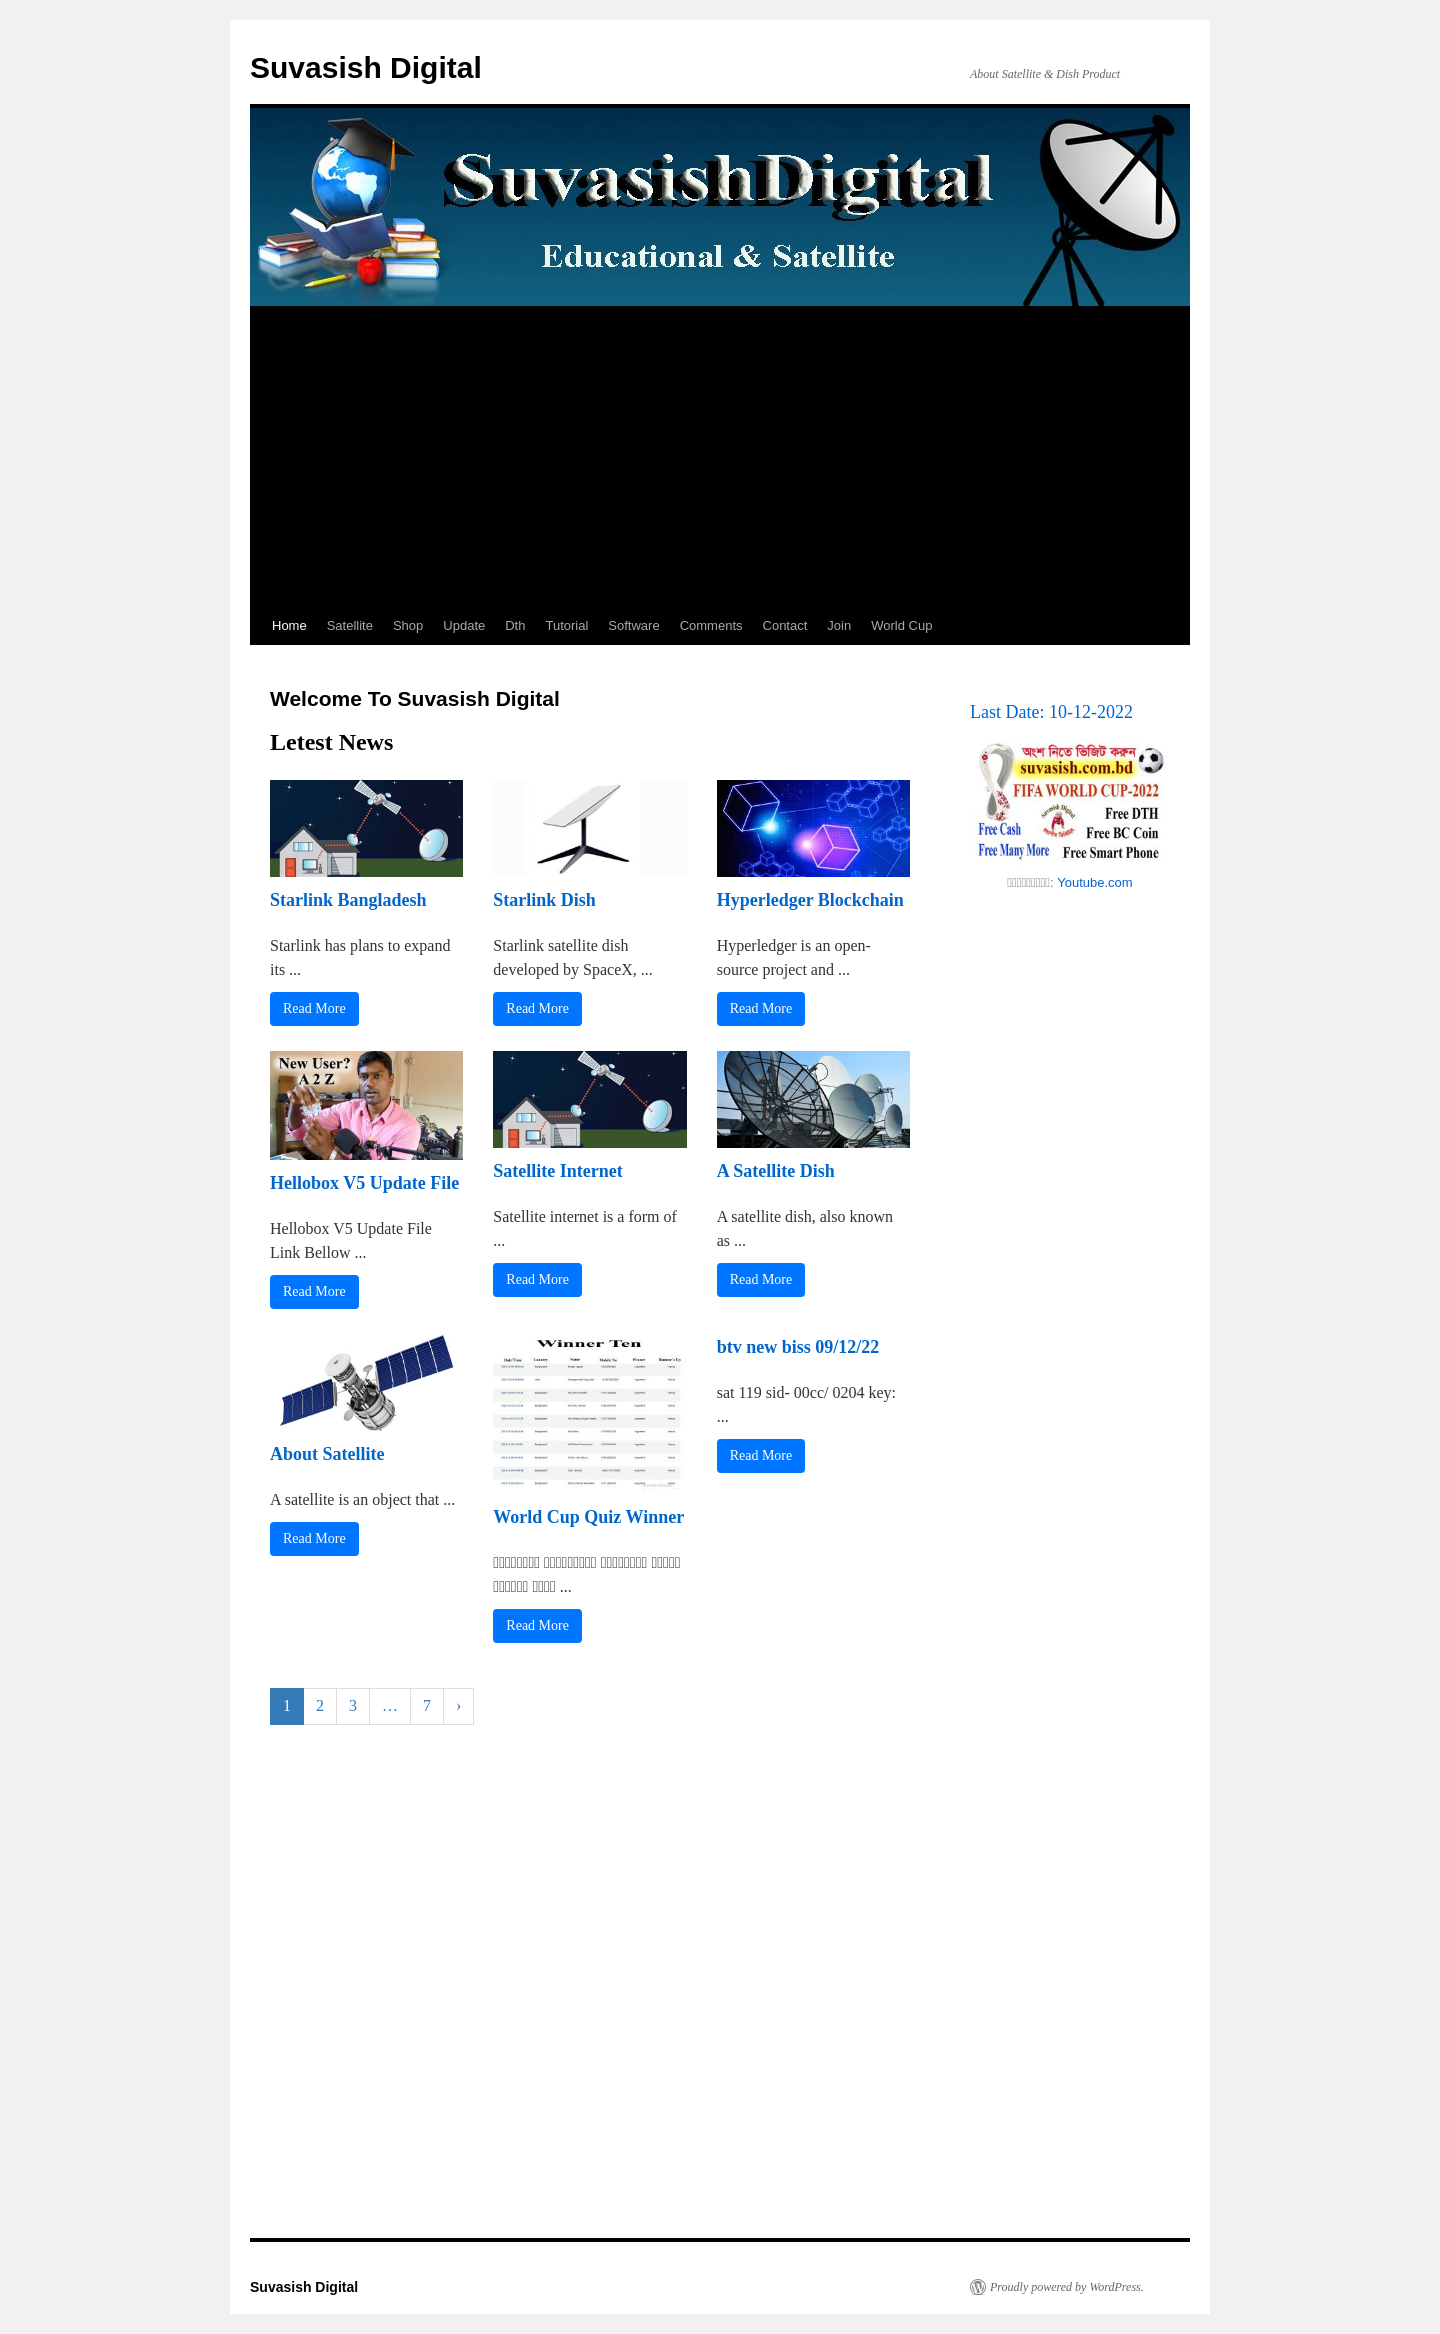 Suvasish Digital
About Satellite & Dish Product
SuvasishDigital
Educational & Satellite
Home Satellite Shop Update Dth Tutorial Software Comments Contact Join World Cup
Welcome To Suvasish Digital
Letest News
Starlink Bangladesh
Starlink has plans to expand
its ...
Read More
Starlink Dish
Starlink satellite dish
developed by SpaceX, ...
Read More
Hyperledger Blockchain
Hyperledger is an open-
source project and ...
Read More
New User?
A 2 Z
Hellobox V5 Update File
Hellobox V5 Update File
Link Bellow ...
Read More
Satellite Internet
Satellite internet is a form of
...
Read More
A Satellite Dish
A satellite dish, also known
as ...
Read More
About Satellite
A satellite is an object that ...
Read More
Winner Ten
World Cup Quiz Winner
...
Read More
btv new biss 09/12/22
sat 119 sid- 00cc/ 0204 key:
...
Read More
1 2 3 … 7 ›
Last Date: 10-12-2022
অংশ নিতে ভিজিট করুন
suvasish.com.bd
FIFA WORLD CUP-2022
Free DTH
Free Cash
Free BC Coin
Free Many More
Free Smart Phone
: Youtube.com
Suvasish Digital
Proudly powered by WordPress.